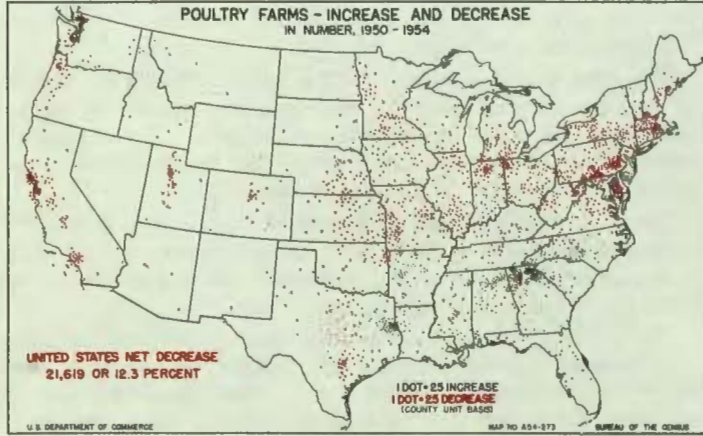 POULTRY FARMS - INCREASE AND DECREASE
IN NUMBER, 1950 - 1954
UNITED STATES NET DECREASE
21,619 OR 12.3 PERCENT
1 DOT=25 INCREASE
1 DOT=25 DECREASE
(COUNTY UNIT BASIS)
U.S. DEPARTMENT OF COMMERCE
MAP NO A54-273
BUREAU OF THE CENSUS